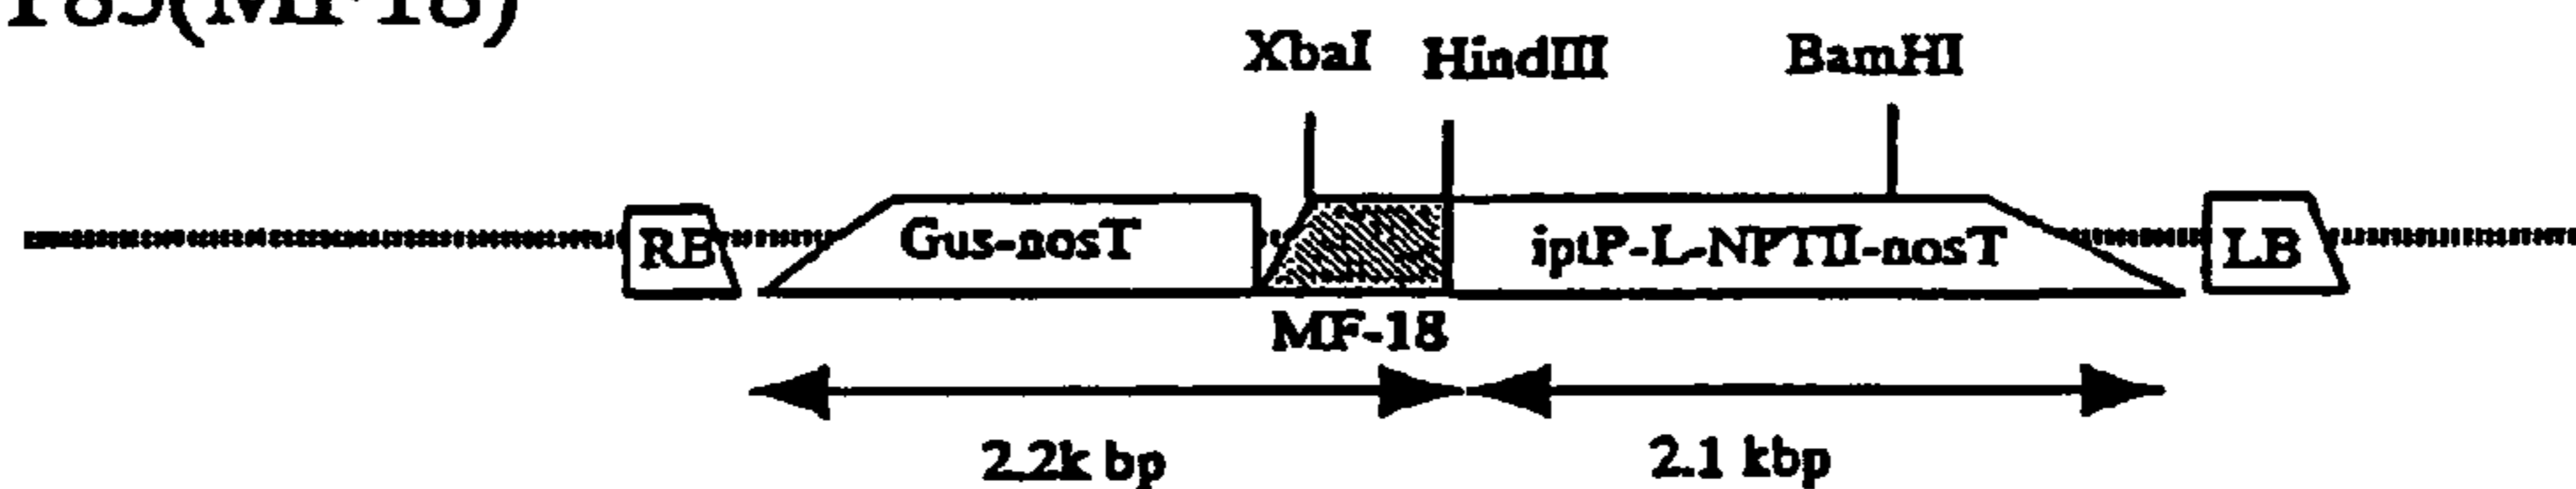 XbaI HindIII BamHI
RB Gus-nosT iptP-L-NPTII-nosT LB
MF-18
2.2k bp 2.1 kbp